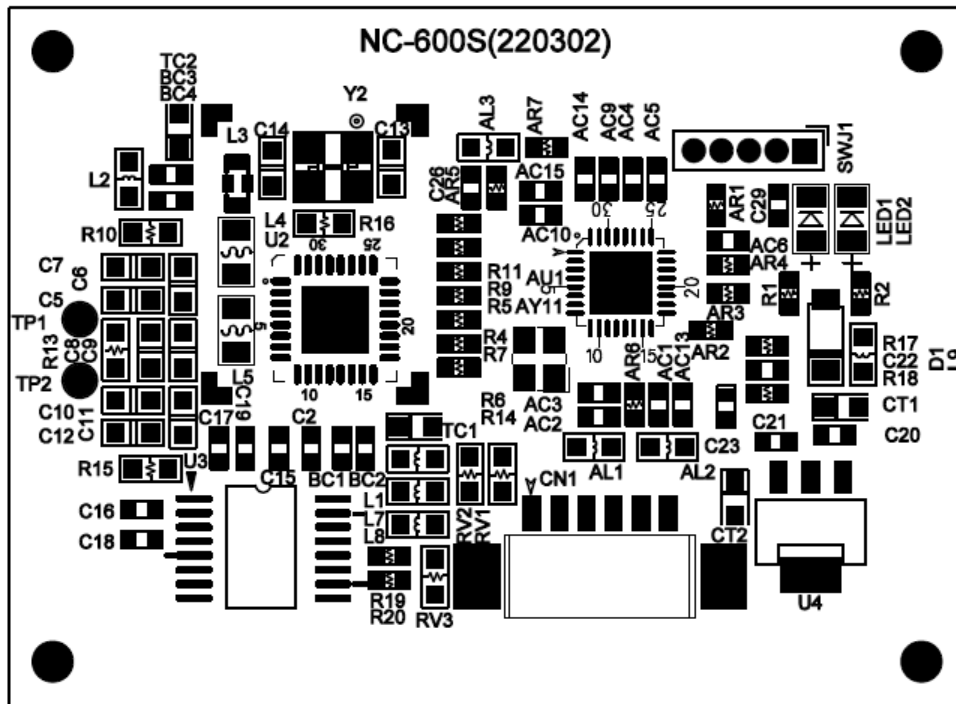 NC-600S(220302)
TC2
BC3
BC4
Y2
L3
C14
C13
AL3
AR7
AC14
AC9
AC4
AC5
SWJ1
L2
C26
AR5
AC15
AR1
C29
LED1
LED2
R10
L4
U2
R16
30
25
AC10
30
25
AC6
AR4
C7
C6
R11
R9
R5
AU1
AY11
5
20
R1
R2
C5
TP1
5
20
AR3
R13
C8
C9
R4
R7
10
15
AR6
AC1
AC13
AR2
R17
C22
R18
D1
L9
TP2
L5
10
15
C10
C11
C12
C17
C19
C2
R6
R14
AC3
AC2
CT1
TC1
C23
C21
C20
R15
U3
C15
BC1
BC2
AL1
AL2
L1
CN1
C16
L7
RV2
RV1
C18
L8
CT2
R19
R20
RV3
U4